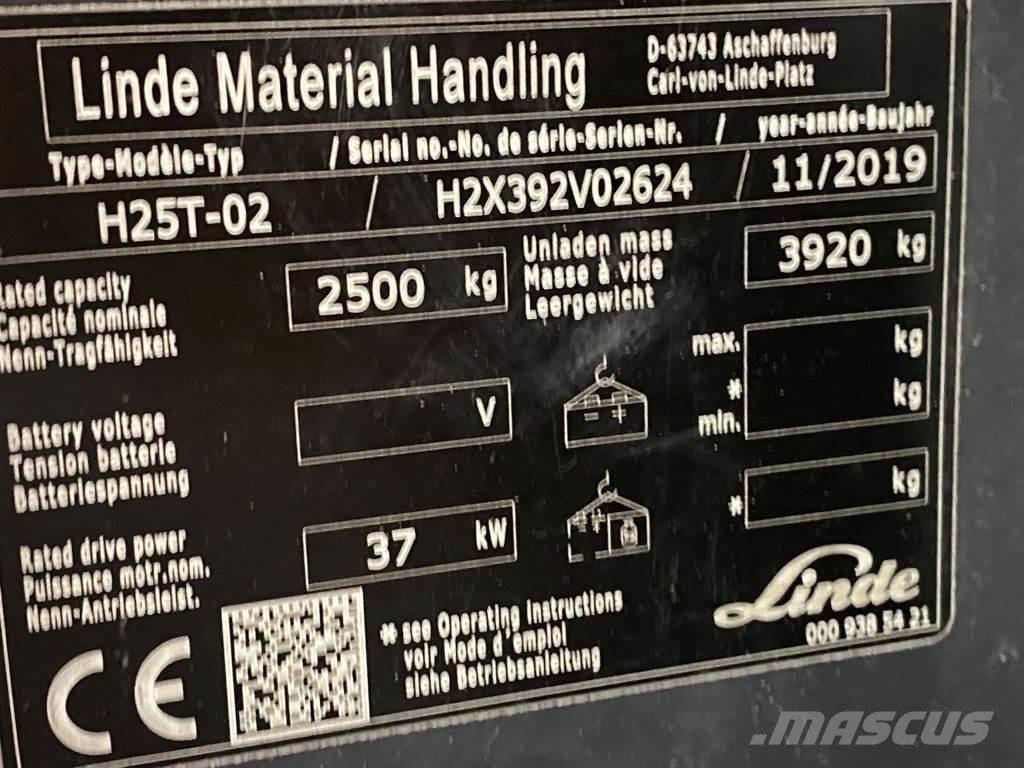 Linde Material Handling
D-63743 Aschaffenburg
Carl-von-Linde-Platz
Type-Modèle-Typ / Serial no.-No. de série-Serien-Nr. / year-année-Baujahr
H25T-02 / H2X392V02624 / 11/2019
Rated capacity
Capacité nominale
Nenn-Tragfähigkeit
2500 kg
Unladen mass
Masse à vide
Leergewicht
3920 kg
Battery voltage
Tension batterie
Batteriespannung
V
max. kg
* kg
min.
* kg
Rated drive power
Puissance motr.nom.
Nenn-Antriebsleist.
37 kW
CE
* see Operating Instructions
voir Mode d'emploi
siehe Betriebsanleitung
Linde
000 938 54 21
.MASCUS